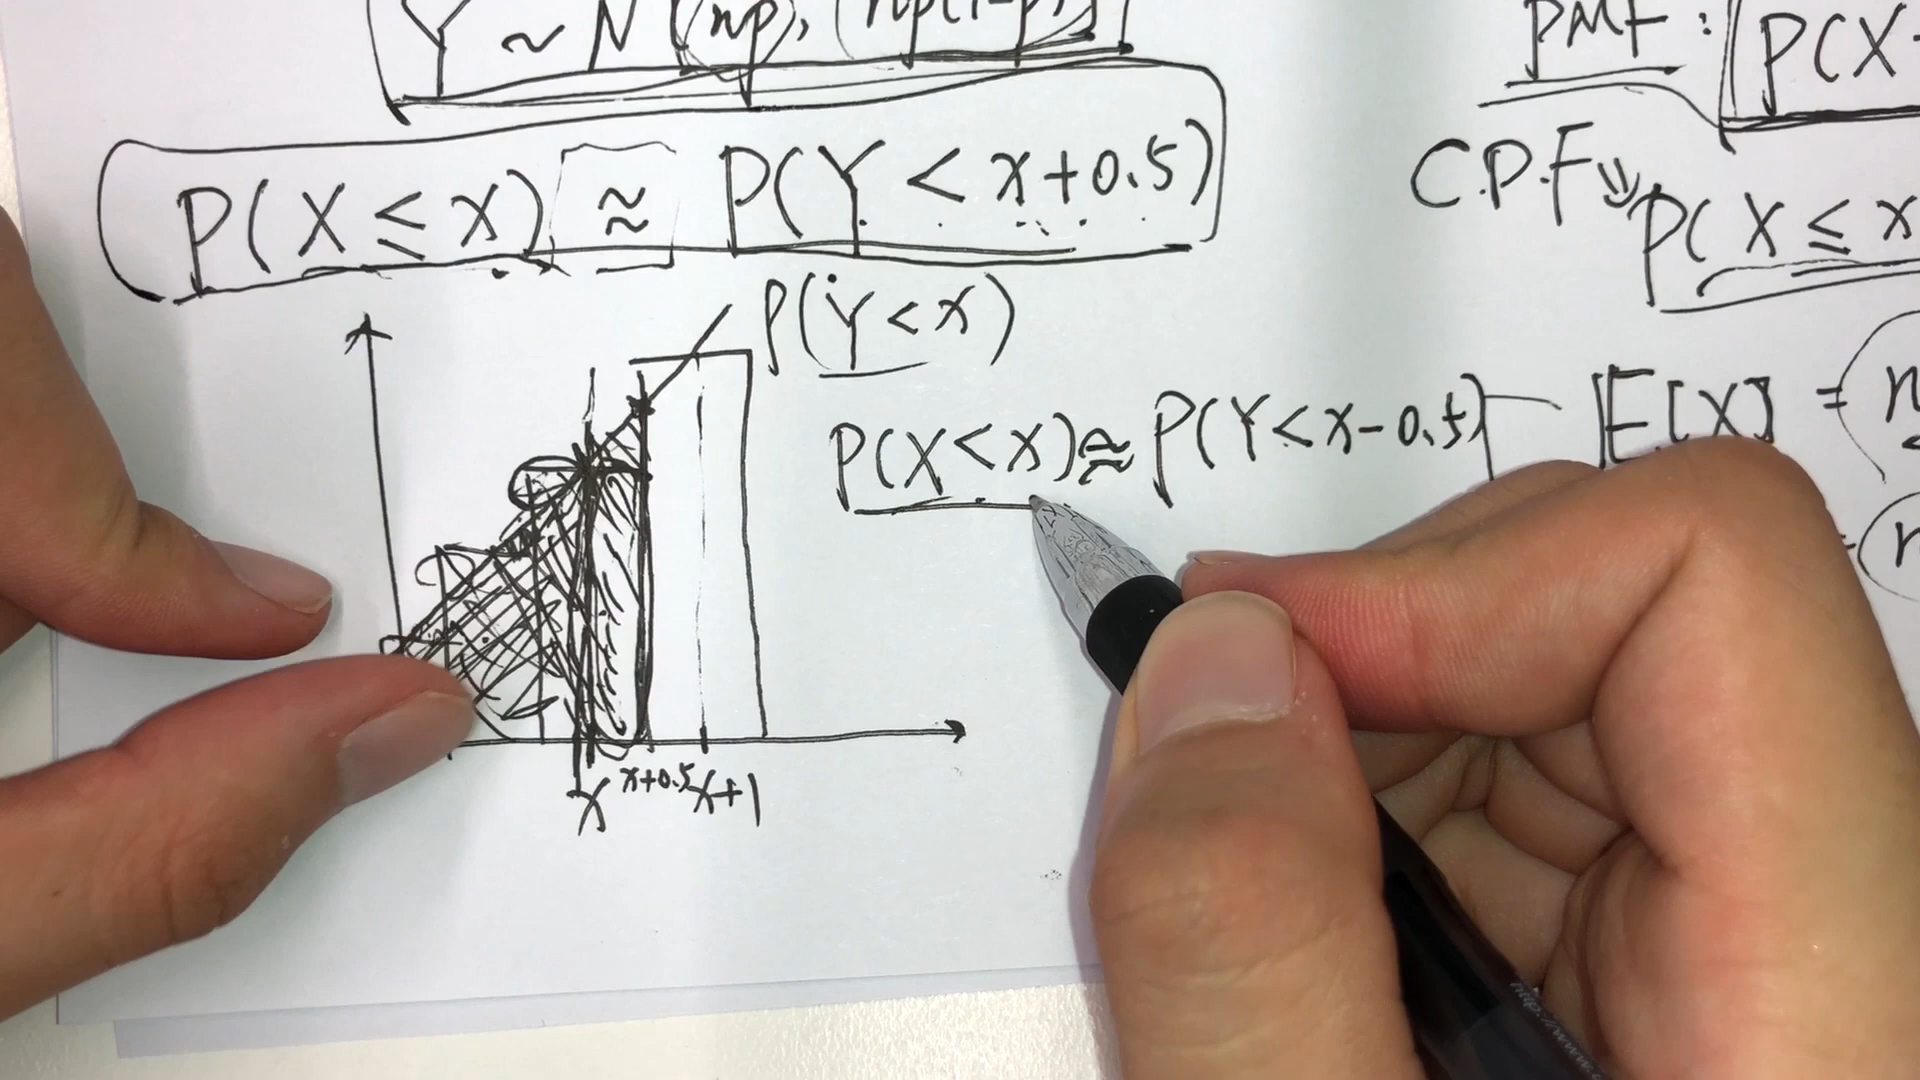 Y ~ N (np), (np(1-p))
P(X ≤ x) ≈ P(Y < x+0.5)
P(Y < x)
P(X < x) ≈ P(Y < x-0.5)
x x+0.5 x+1
PMF : P(X
C.P.F
P(X ≤ x
E[X] = n